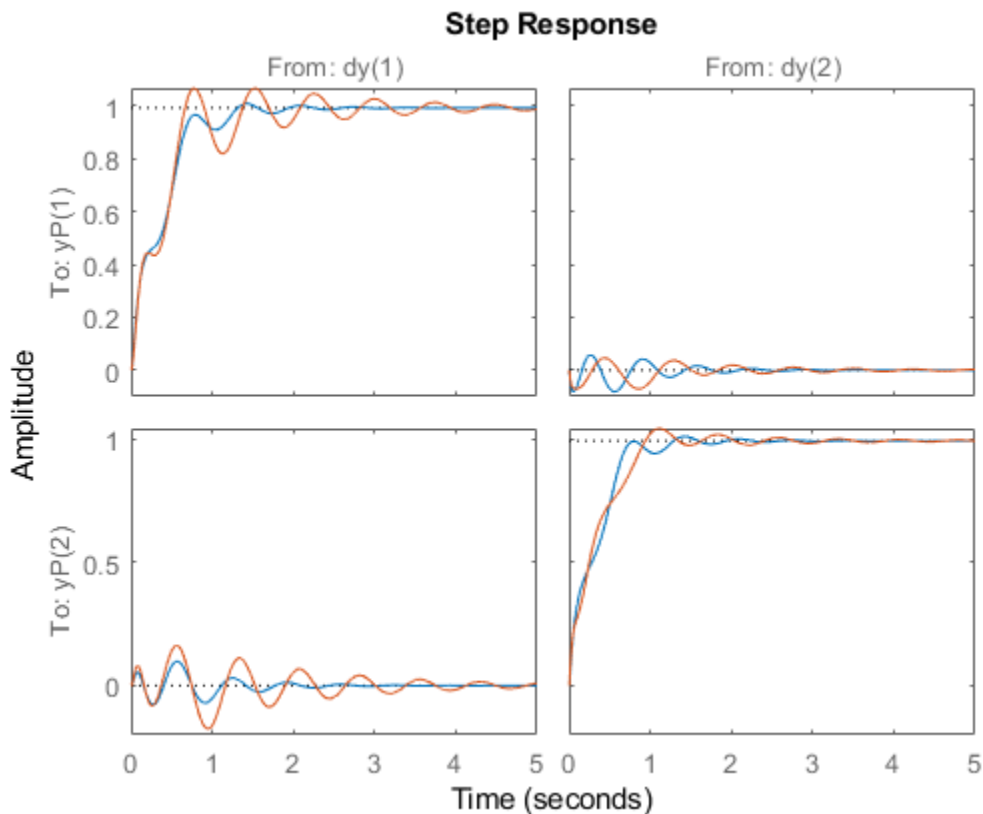 Step Response
From: dy(1)
From: dy(2)
To: yP(1)
1
0.8
0.6
0.4
0.2
0
Amplitude
To: yP(2)
1
0.5
0
0 1 2 3 4 5
0 1 2 3 4 5
Time (seconds)